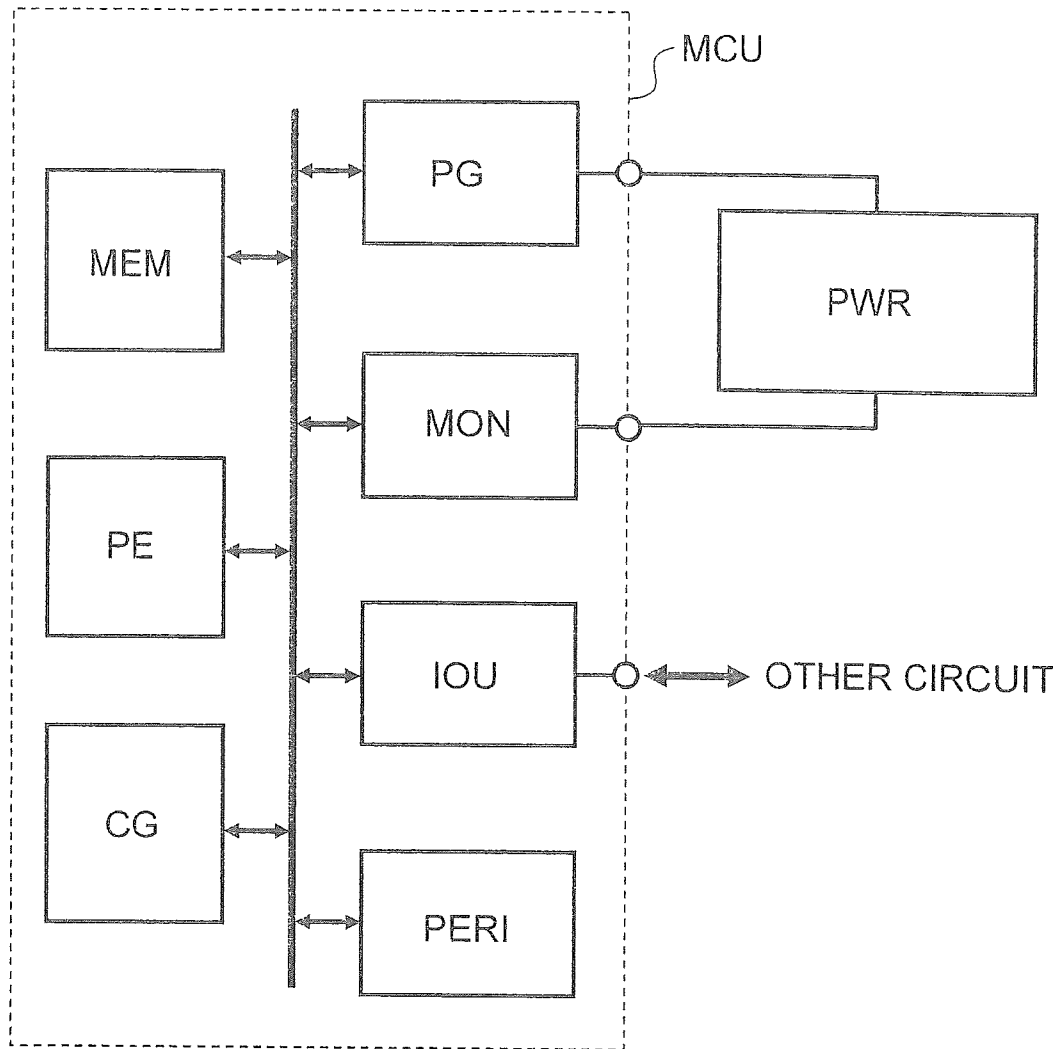 MCU
PG
MEM
PWR
MON
PE
IOU
OTHER CIRCUIT
CG
PERI